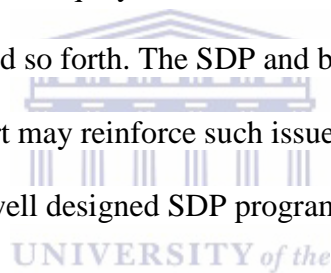 d so forth. The SDP and b
rt may reinforce such issue
well designed SDP program
UNIVERSITY of the